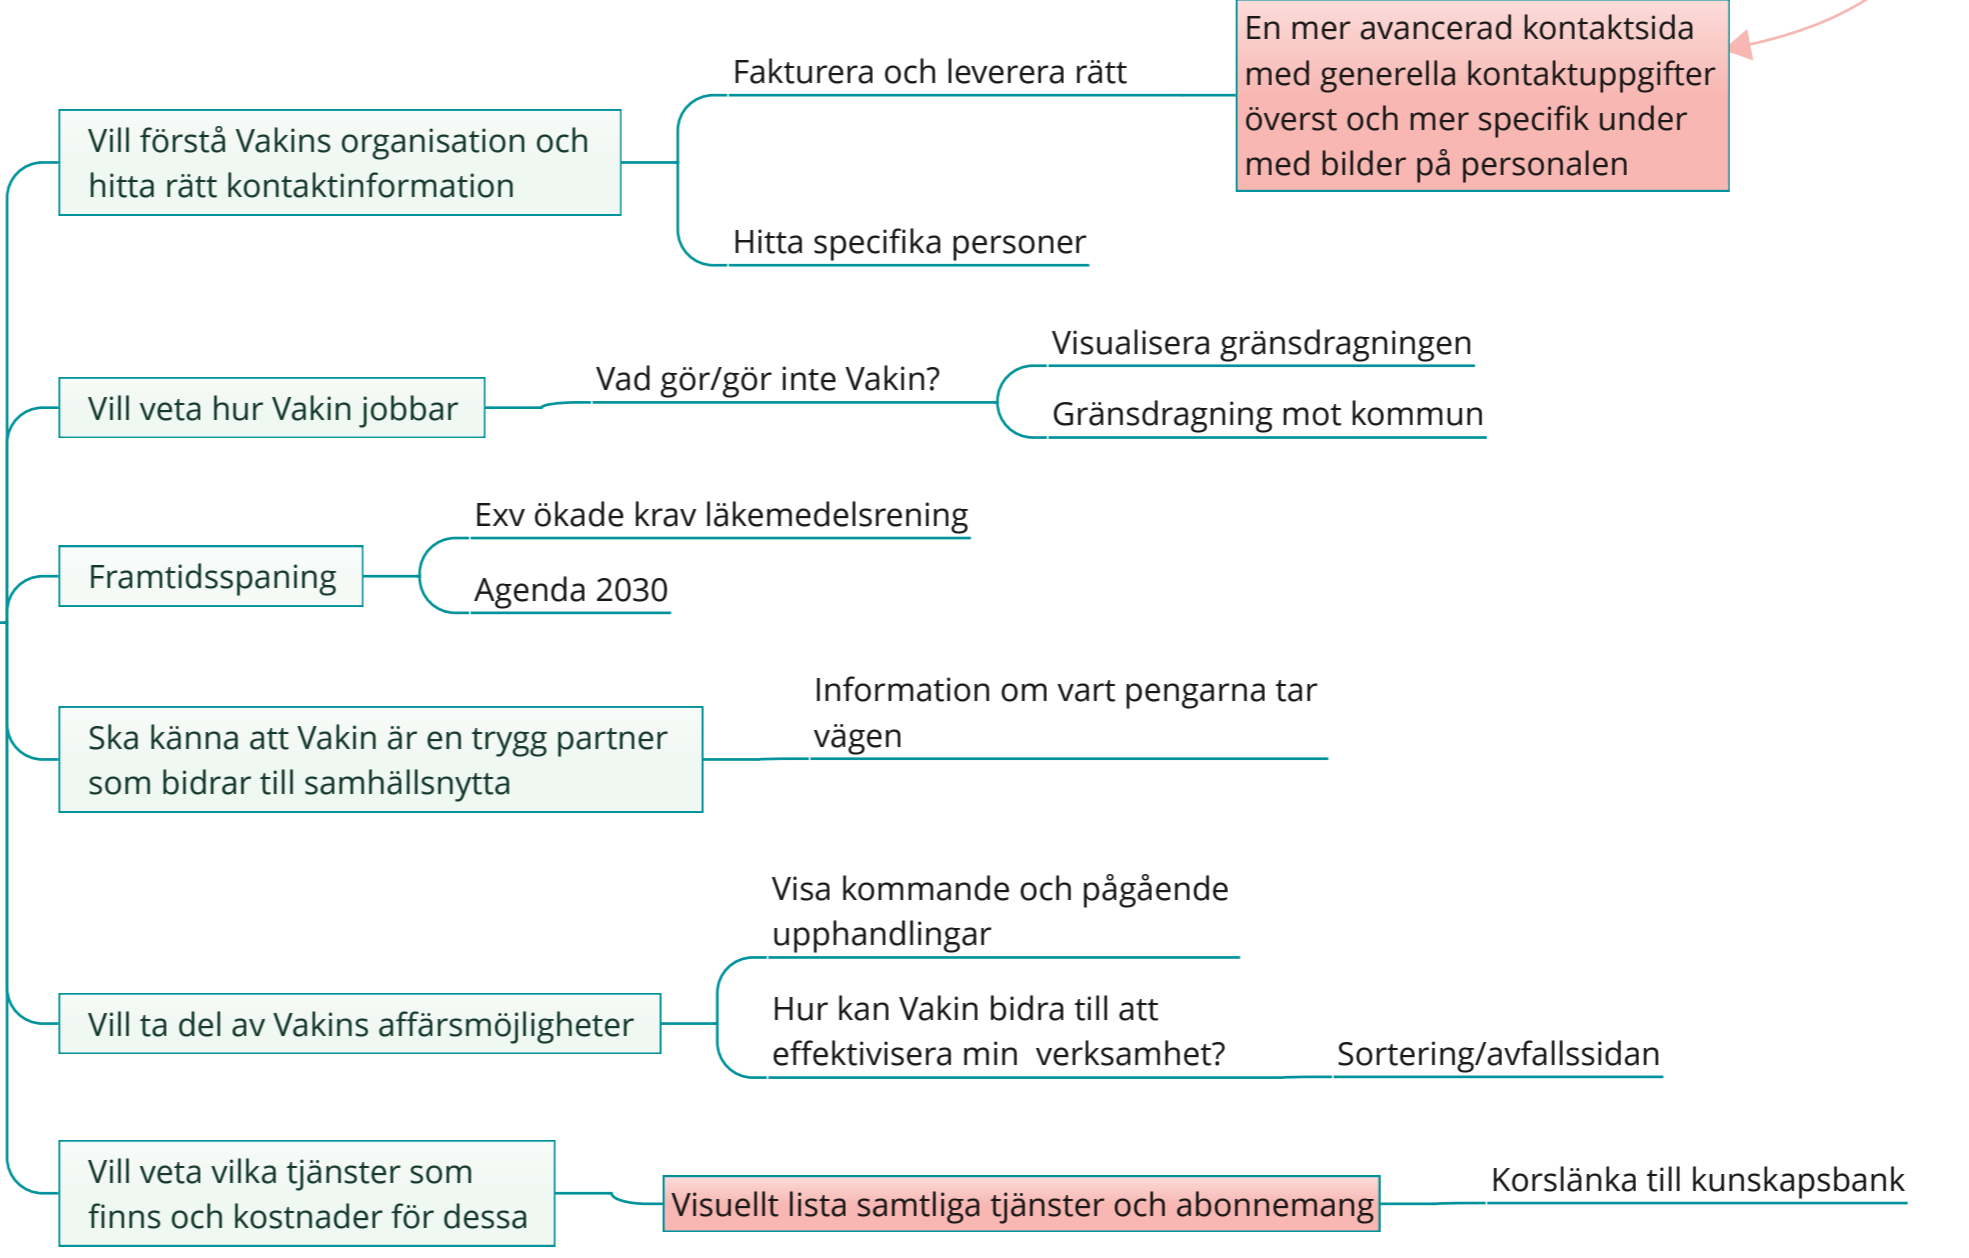 En mer avancerad kontaktsida
med generella kontaktuppgifter
överst och mer specifik under
med bilder på personalen
Fakturera och leverera rätt
Vill förstå Vakins organisation och
hitta rätt kontaktinformation
Hitta specifika personer
Visualisera gränsdragningen
Vad gör/gör inte Vakin?
Vill veta hur Vakin jobbar
Gränsdragning mot kommun
Exv ökade krav läkemedelsrening
Framtidsspaning
Agenda 2030
Information om vart pengarna tar
vägen
Ska känna att Vakin är en trygg partner
som bidrar till samhällsnytta
Visa kommande och pågående
upphandlingar
Vill ta del av Vakins affärsmöjligheter
Hur kan Vakin bidra till att
effektivisera min  verksamhet?
Sortering/avfallssidan
Vill veta vilka tjänster som
finns och kostnader för dessa
Visuellt lista samtliga tjänster och abonnemang
Korslänka till kunskapsbank